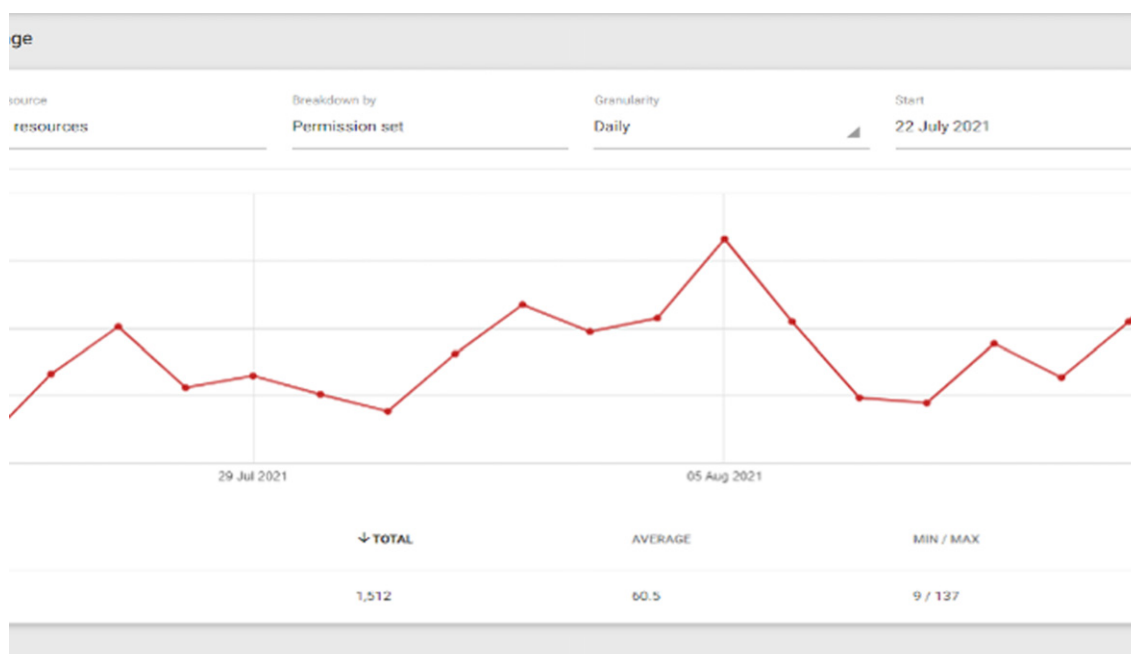 ge
source Breakdown by Granularity Start
resources Permission set Daily 22 July 2021
29 Jul 2021 05 Aug 2021
↓ TOTAL AVERAGE MIN / MAX
1,512 60.5 9 / 137